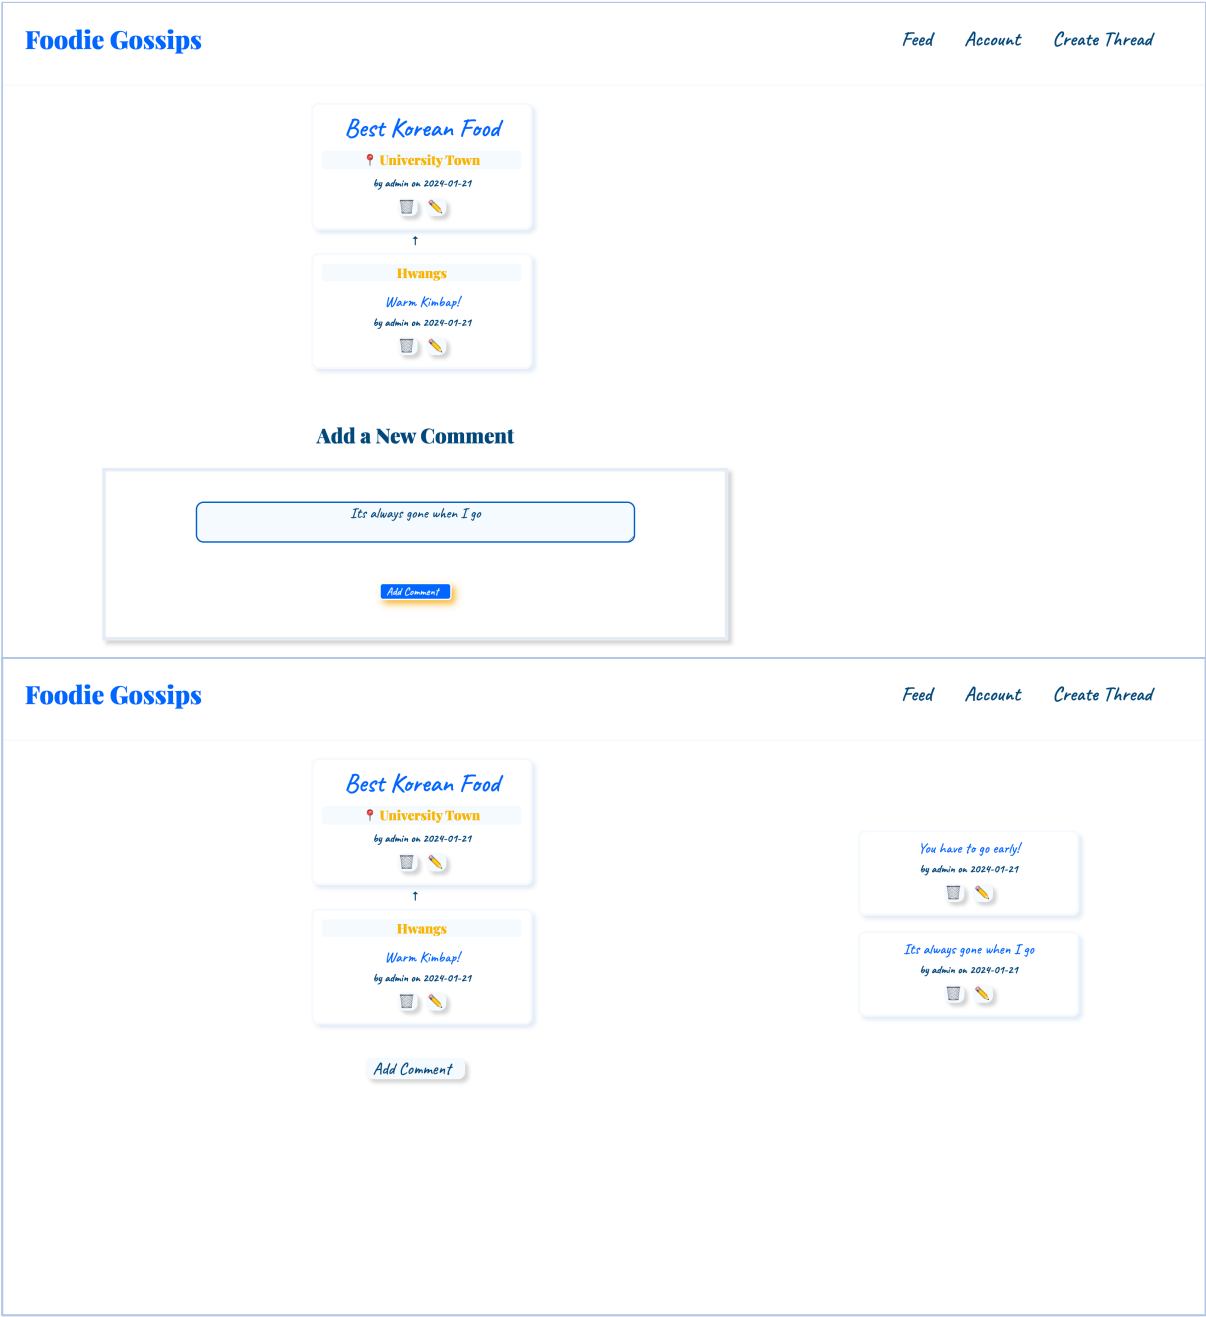 Foodie Gossips
Feed Account Create Thread
Best Korean Food
University Town
by admin on 2024-01-21
↑
Hwangs
Warm Kimbap!
by admin on 2024-01-21
Add a New Comment
Its always gone when I go
Add Comment
Foodie Gossips
Feed Account Create Thread
Best Korean Food
University Town
by admin on 2024-01-21
↑
Hwangs
Warm Kimbap!
by admin on 2024-01-21
Add Comment
You have to go early!
by admin on 2024-01-21
Its always gone when I go
by admin on 2024-01-21